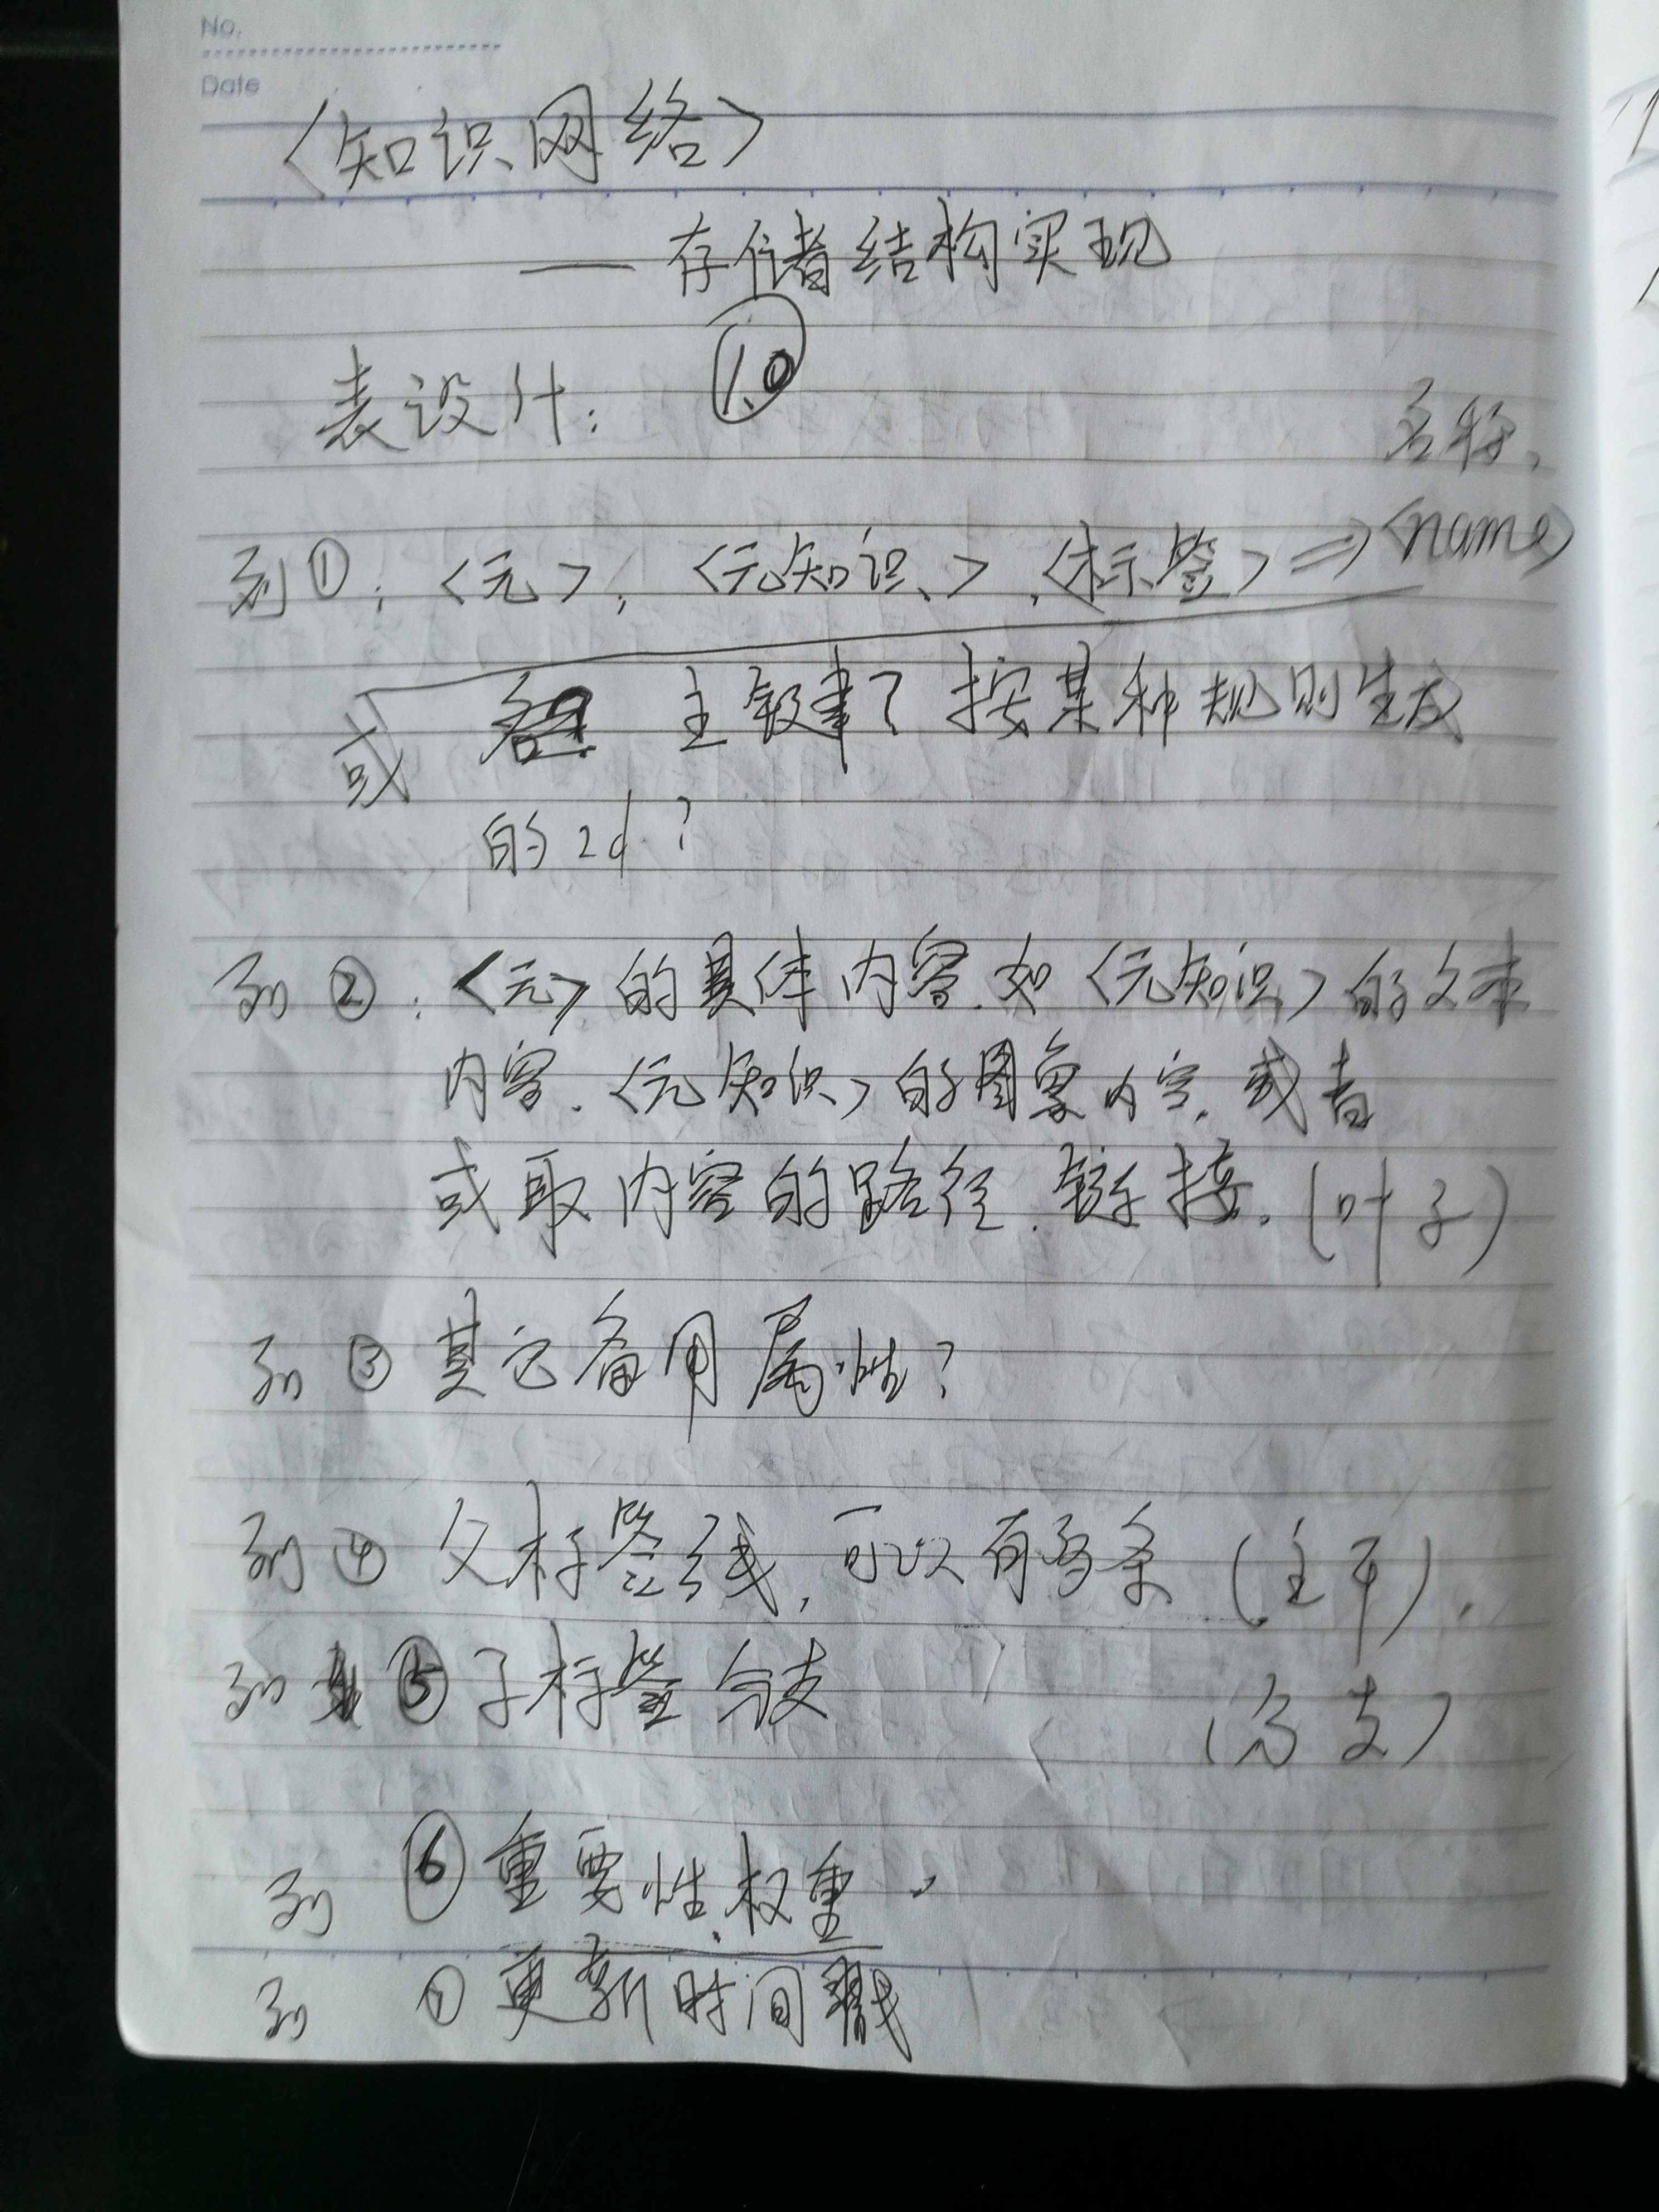 No.
Date
〈知识网络〉
——存储结构实现
1.0
表设计：
名称、
列①：〈元〉，〈元知识〉，〈标签〉⇒〈name〉
或 主键？按某种规则生成
的id？
列②：〈元〉的具体内容.如〈元知识〉的文本
内容.〈元知识〉的图象内容.或者
或取内容的路径.链接.(叶子)
列③其它备用属性？
列④父标签线，可以有多条(主干).
列⑤子标签分支 (分支)
列⑥重要性.权重.
列⑦更新时间戳